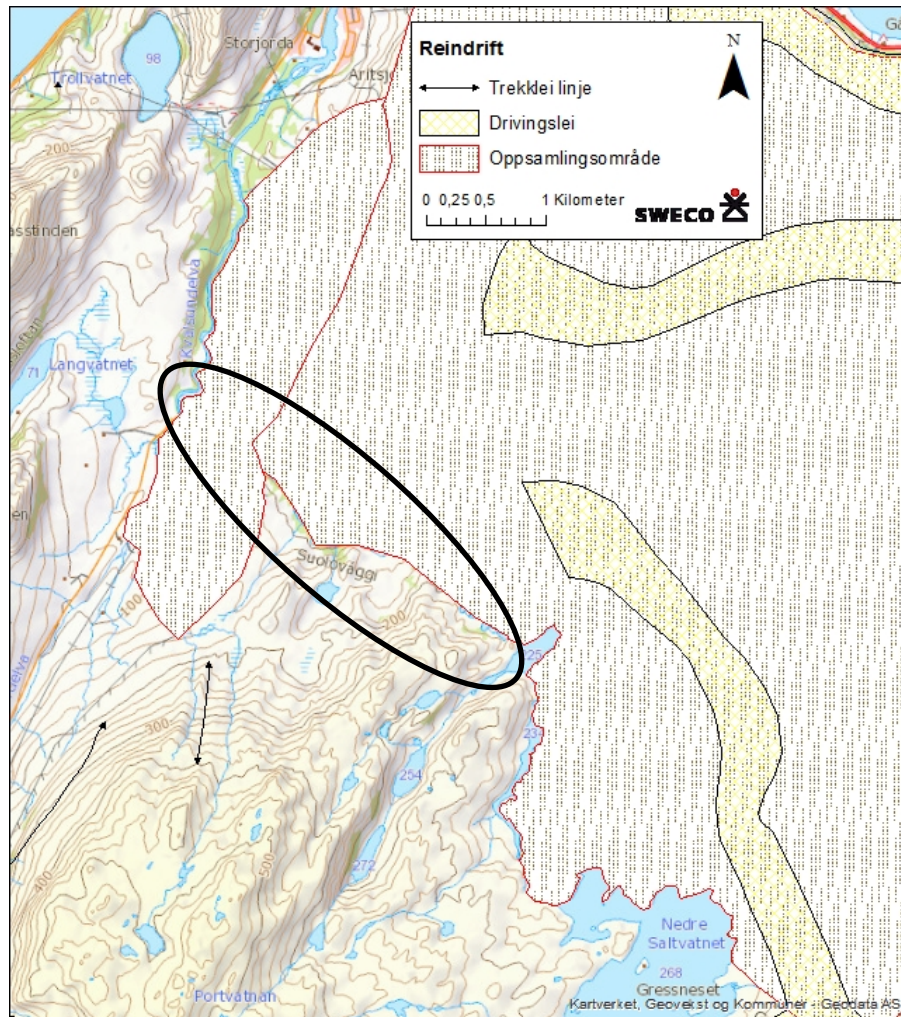 98
Trollvatnet
Storjorda
200
Kvalsundelva
Langvatnet
71
100
Suolovággi
200
300
254
234
272
500
400
Portvatnan
Nedre
Saltvatnet
268
Gressneset
Reindrift
N
Trekklei linje
Drivingslei
Oppsamlingsområde
0 0,25 0,5 1 Kilometer
SWECO
Kartverket, Geovekst og Kommuner - Geodata AS